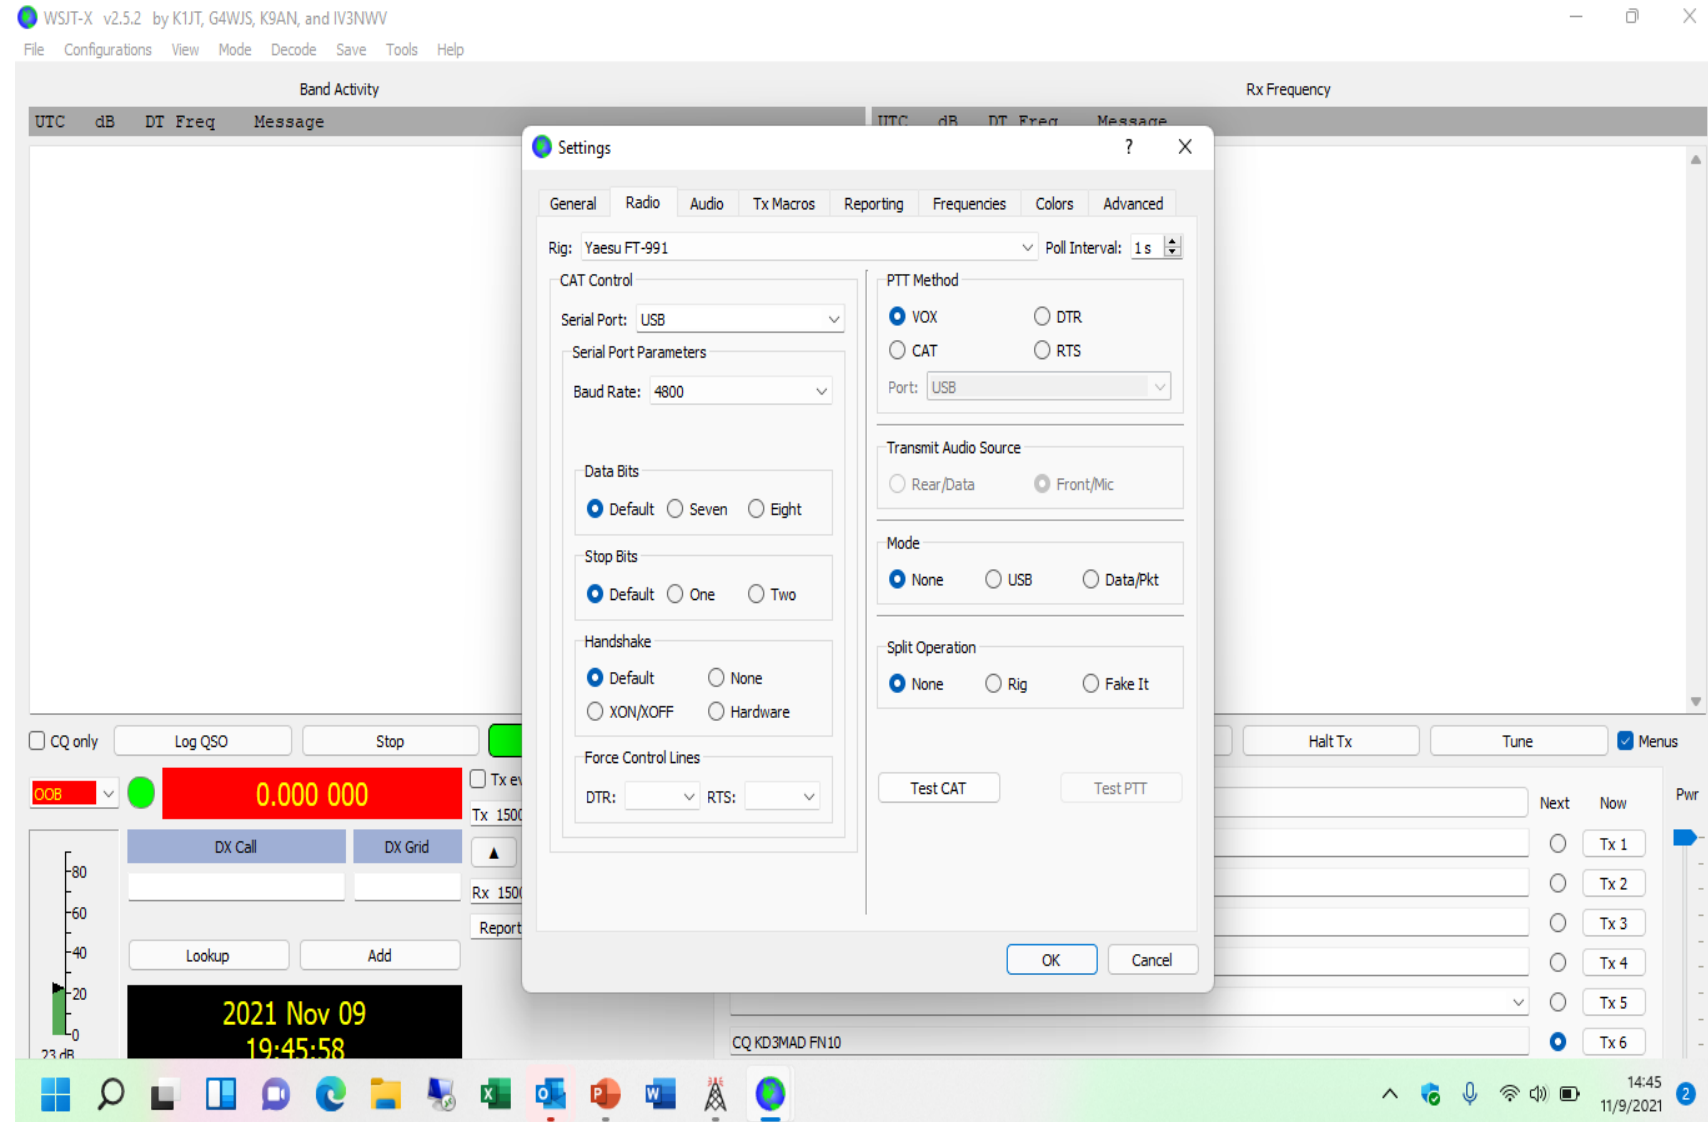 WSJT-X v2.5.2 by K1JT, G4WJS, K9AN, and IV3NWV
File Configurations View Mode Decode Save Tools Help
Band Activity
Rx Frequency
UTC dB DT Freq Message
UTC dB DT Freq Message
Settings
?
General Radio Audio Tx Macros Reporting Frequencies Colors Advanced
Rig: Yaesu FT-991
Poll Interval: 1 s
CAT Control
Serial Port: USB
Serial Port Parameters
Baud Rate: 4800
Data Bits
Default Seven Eight
Stop Bits
Default One Two
Handshake
Default None
XON/XOFF Hardware
Force Control Lines
DTR: RTS:
PTT Method
VOX DTR
CAT RTS
Port: USB
Transmit Audio Source
Rear/Data Front/Mic
Mode
None USB Data/Pkt
Split Operation
None Rig Fake It
Test CAT Test PTT
OK Cancel
CQ only Log QSO Stop
Halt Tx Tune Menus
OOB
0.000 000
Tx 1500
DX Call DX Grid
Rx 1500
Report
Lookup Add
-80
-60
-40
-20
-0
23 dB
2021 Nov 09
19:45:58
Next Now Pwr
Tx 1
Tx 2
Tx 3
Tx 4
Tx 5
CQ KD3MAD FN10
Tx 6
14:45
11/9/2021
2